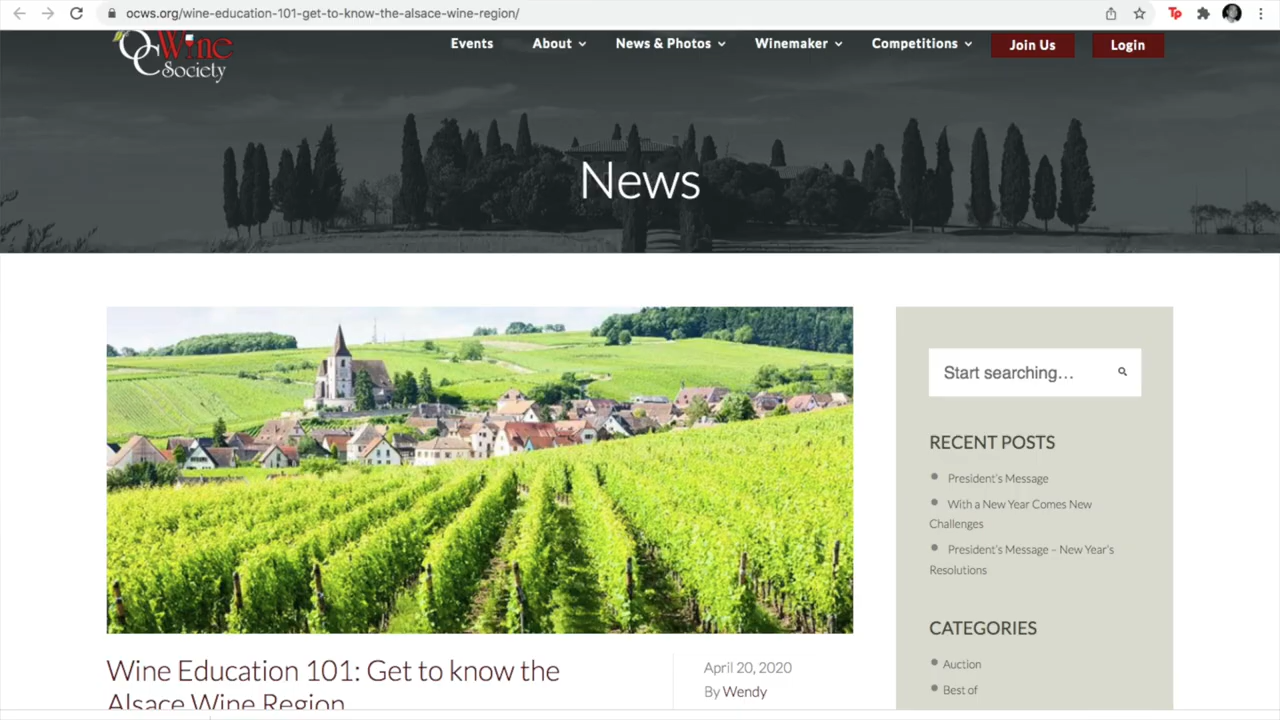 ocws.org/wine-education-101-get-to-know-the-alsace-wine-region/
Tp
OC Wine Society
Events About News & Photos Winemaker Competitions Join Us Login
News
Start searching...
RECENT POSTS
President's Message
With a New Year Comes New
Challenges
President's Message – New Year's
Resolutions
CATEGORIES
Auction
Best of
Wine Education 101: Get to know the
Alsace Wine Region
April 20, 2020
By Wendy